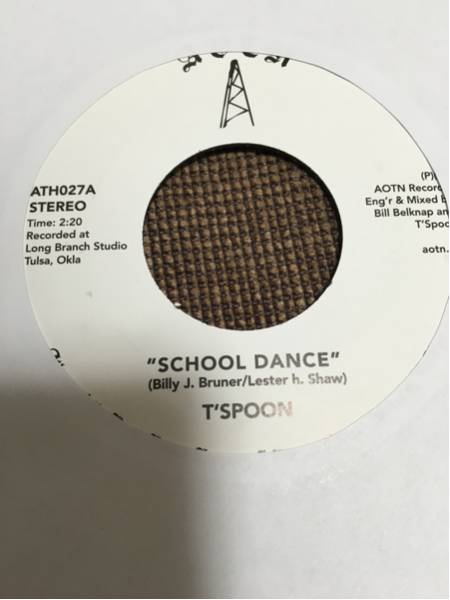 ATH027A
STEREO
Time: 2:20
Recorded at
Long Branch Studio
Tulsa, Okla
(P)
AOTN Record
Eng'r & Mixed
Bill Belknap an
T'Spoo
aotn.
"SCHOOL DANCE"
(Billy J. Bruner/Lester h. Shaw)
T'SPOON